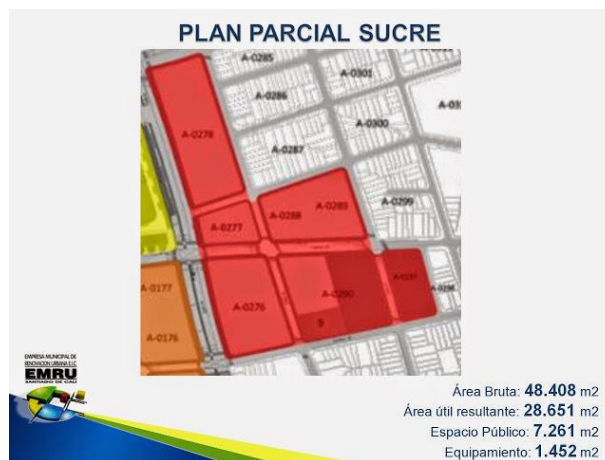 PLAN PARCIAL SUCRE
A-0285
A-0301
A-0286
A-0278
A-0300
A-0287
A-0299
A-0288
A-0289
A-0277
A-0177
A-0276
A-0290
A-0298
9
A-0176
EMPRESA MUNICIPAL DE
RENOVACION URBANA E.I.C
EMRU
SANTIAGO DE CALI
Área Bruta: 48.408 m2
Área útil resultante: 28.651 m2
Espacio Público: 7.261 m2
Equipamiento: 1.452 m2